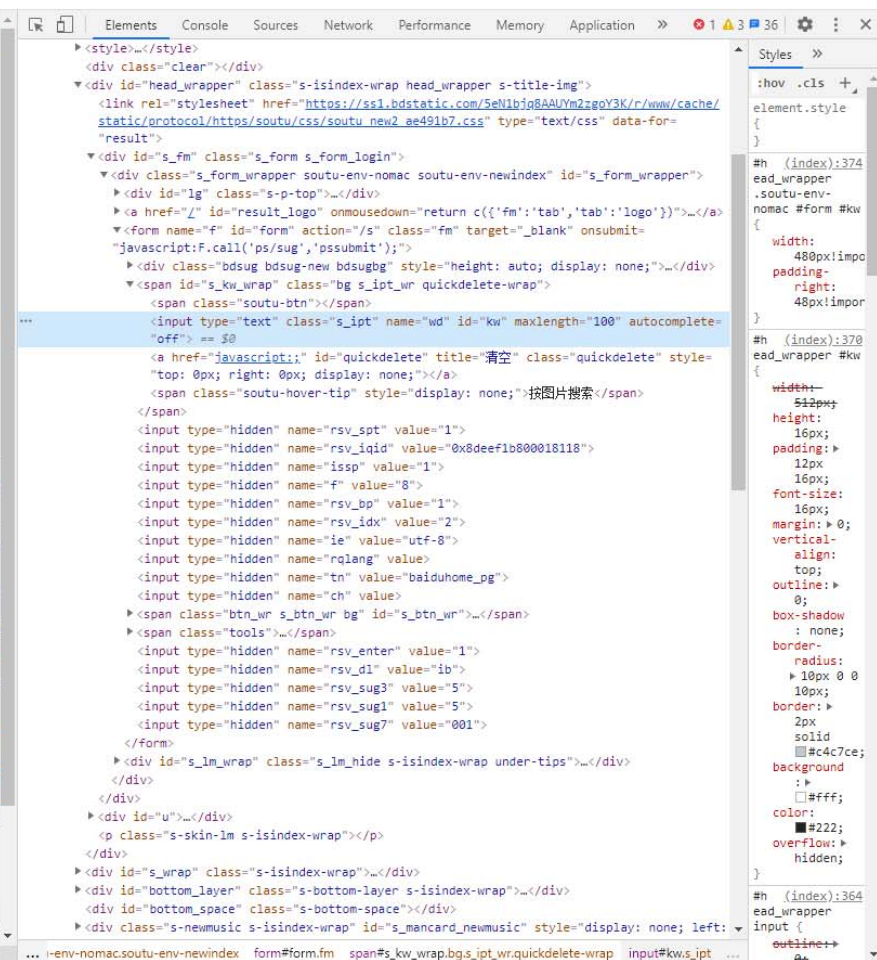 Elements Console Sources Network Performance Memory Application » 1 3 36
<style>…</style>
<div class="clear"></div>
<div id="head_wrapper" class="s-isindex-wrap head_wrapper s-title-img">
<link rel="stylesheet" href="https://ss1.bdstatic.com/5eN1bjq8AAUYm2zgoY3K/r/www/cache/
static/protocol/https/soutu/css/soutu_new2_ae491b7.css" type="text/css" data-for=
"result">
<div id="s_fm" class="s_form s_form_login">
<div class="s_form_wrapper soutu-env-nomac soutu-env-newindex" id="s_form_wrapper">
<div id="lg" class="s-p-top">…</div>
<a href="/" id="result_logo" onmousedown="return c({'fm':'tab','tab':'logo'})">…</a>
<form name="f" id="form" action="/s" class="fm" target="_blank" onsubmit=
"javascript:F.call('ps/sug','pssubmit');">
<div class="bdsug bdsug-new bdsugbg" style="height: auto; display: none;">…</div>
<span id="s_kw_wrap" class="bg s_ipt_wr quickdelete-wrap">
<span class="soutu-btn"></span>
<input type="text" class="s_ipt" name="wd" id="kw" maxlength="100" autocomplete=
"off"> == $0
<a href="javascript:;" id="quickdelete" title="清空" class="quickdelete" style=
"top: 0px; right: 0px; display: none;"></a>
<span class="soutu-hover-tip" style="display: none;">按图片搜索</span>
</span>
<input type="hidden" name="rsv_spt" value="1">
<input type="hidden" name="rsv_iqid" value="0x8deef1b800018118">
<input type="hidden" name="issp" value="1">
<input type="hidden" name="f" value="8">
<input type="hidden" name="rsv_bp" value="1">
<input type="hidden" name="rsv_idx" value="2">
<input type="hidden" name="ie" value="utf-8">
<input type="hidden" name="rqlang" value>
<input type="hidden" name="tn" value="baiduhome_pg">
<input type="hidden" name="ch" value>
<span class="btn_wr s_btn_wr bg" id="s_btn_wr">…</span>
<span class="tools">…</span>
<input type="hidden" name="rsv_enter" value="1">
<input type="hidden" name="rsv_dl" value="ib">
<input type="hidden" name="rsv_sug3" value="5">
<input type="hidden" name="rsv_sug1" value="5">
<input type="hidden" name="rsv_sug7" value="001">
</form>
<div id="s_lm_wrap" class="s_lm_hide s-isindex-wrap under-tips">…</div>
</div>
</div>
<div id="u">…</div>
<p class="s-skin-lm s-isindex-wrap"></p>
</div>
<div id="s_wrap" class="s-isindex-wrap">…</div>
<div id="bottom_layer" class="s-bottom-layer s-isindex-wrap">…</div>
<div id="bottom_space" class="s-bottom-space"></div>
<div class="s-newmusic s-isindex-wrap" id="s_mancard_newmusic" style="display: none; left:
... -env-nomac.soutu-env-newindex form#form.fm span#s_kw_wrap.bg.s_ipt_wr.quickdelete-wrap input#kw.s_ipt ...
Styles »
:hov .cls +
element.style
{
}
#h (index):374
ead_wrapper
.soutu-env-
nomac #form #kw
{
width:
480px!impo
padding-
right:
48px!impor
}
#h (index):370
ead_wrapper #kw
{
width:
512px;
height:
16px;
padding:
12px
16px;
font-size:
16px;
margin: 0;
vertical-
align:
top;
outline:
0;
box-shadow
: none;
border-
radius:
10px 0 0
10px;
border:
2px
solid
#c4c7ce;
background
:
#fff;
color:
#222;
overflow:
hidden;
}
#h (index):364
ead_wrapper
input {
outline:
0;